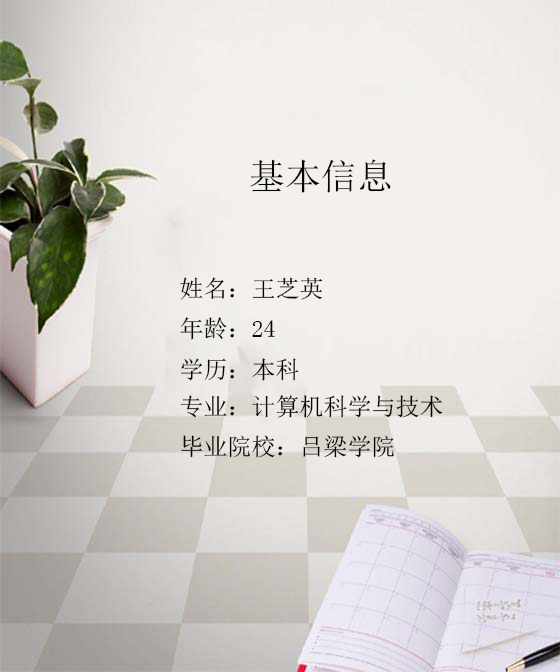 基本信息
姓名：王芝英
年龄：24
学历：本科
专业：计算机科学与技术
毕业院校：吕梁学院